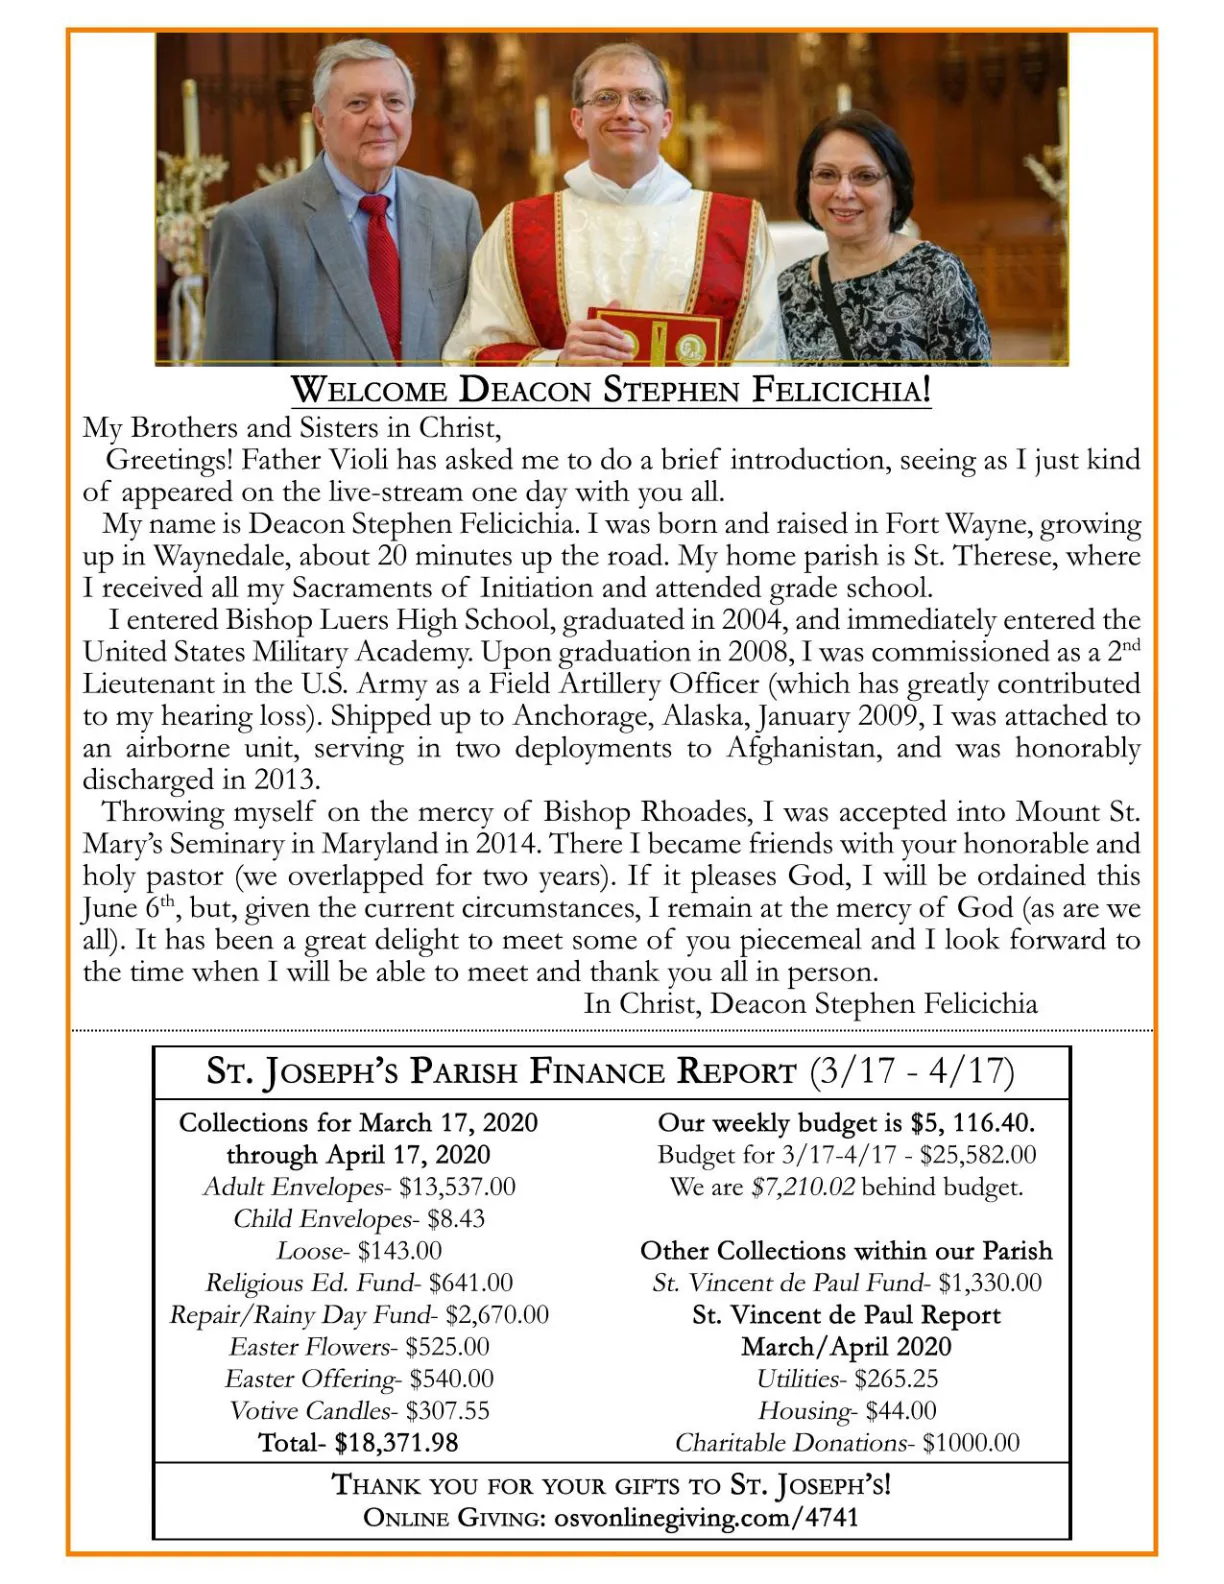 WELCOME DEACON STEPHEN FELICICHIA!
My Brothers and Sisters in Christ,
Greetings! Father Violi has asked me to do a brief introduction, seeing as I just kind
of appeared on the live-stream one day with you all.
My name is Deacon Stephen Felicichia. I was born and raised in Fort Wayne, growing
up in Waynedale, about 20 minutes up the road. My home parish is St. Therese, where
I received all my Sacraments of Initiation and attended grade school.
I entered Bishop Luers High School, graduated in 2004, and immediately entered the
United States Military Academy. Upon graduation in 2008, I was commissioned as a 2nd
Lieutenant in the U.S. Army as a Field Artillery Officer (which has greatly contributed
to my hearing loss). Shipped up to Anchorage, Alaska, January 2009, I was attached to
an airborne unit, serving in two deployments to Afghanistan, and was honorably
discharged in 2013.
Throwing myself on the mercy of Bishop Rhoades, I was accepted into Mount St.
Mary's Seminary in Maryland in 2014. There I became friends with your honorable and
holy pastor (we overlapped for two years). If it pleases God, I will be ordained this
June 6th, but, given the current circumstances, I remain at the mercy of God (as are we
all). It has been a great delight to meet some of you piecemeal and I look forward to
the time when I will be able to meet and thank you all in person.
In Christ, Deacon Stephen Felicichia
ST. JOSEPH'S PARISH FINANCE REPORT (3/17 - 4/17)
Collections for March 17, 2020
through April 17, 2020
Adult Envelopes- $13,537.00
Child Envelopes- $8.43
Loose- $143.00
Religious Ed. Fund- $641.00
Repair/Rainy Day Fund- $2,670.00
Easter Flowers- $525.00
Easter Offering- $540.00
Votive Candles- $307.55
Total- $18,371.98
Our weekly budget is $5, 116.40.
Budget for 3/17-4/17 - $25,582.00
We are $7,210.02 behind budget.
Other Collections within our Parish
St. Vincent de Paul Fund- $1,330.00
St. Vincent de Paul Report
March/April 2020
Utilities- $265.25
Housing- $44.00
Charitable Donations- $1000.00
THANK YOU FOR YOUR GIFTS TO ST. JOSEPH'S!
ONLINE GIVING: osvonlinegiving.com/4741